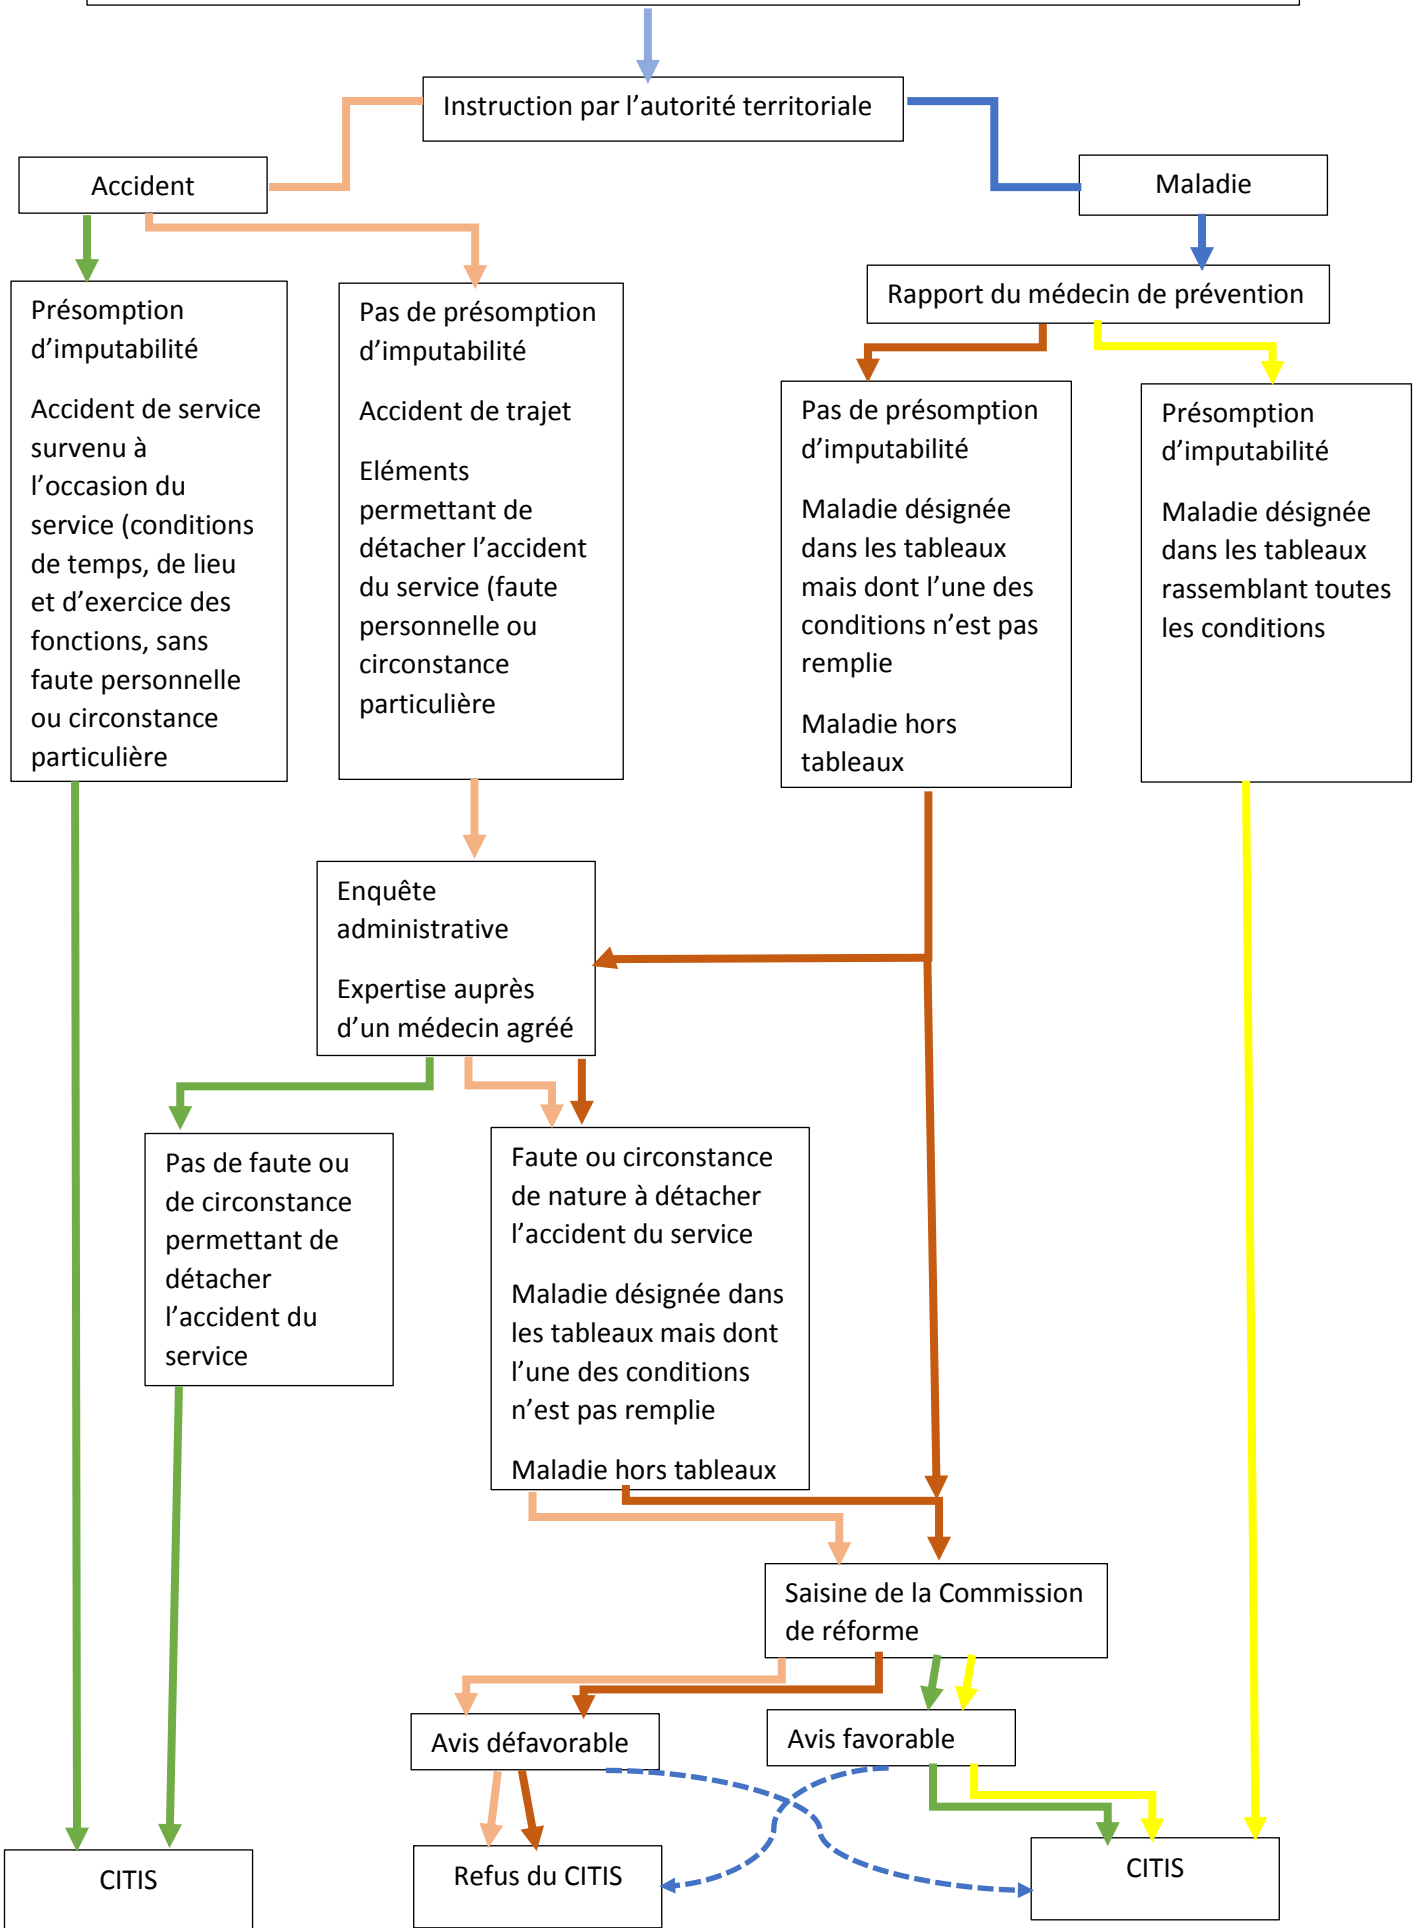 Instruction par l’autorité territoriale
Accident
Maladie
Rapport du médecin de prévention
Présomption
d’imputabilité
Accident de service
survenu à
l’occasion du
service (conditions
de temps, de lieu
et d’exercice des
fonctions, sans
faute personnelle
ou circonstance
particulière
Pas de présomption
d’imputabilité
Accident de trajet
Eléments
permettant de
détacher l’accident
du service (faute
personnelle ou
circonstance
particulière
Pas de présomption
d’imputabilité
Maladie désignée
dans les tableaux
mais dont l’une des
conditions n’est pas
remplie
Maladie hors
tableaux
Présomption
d’imputabilité
Maladie désignée
dans les tableaux
rassemblant toutes
les conditions
Enquête
administrative
Expertise auprès
d’un médecin agréé
Pas de faute ou
de circonstance
permettant de
détacher
l’accident du
service
Faute ou circonstance
de nature à détacher
l’accident du service
Maladie désignée dans
les tableaux mais dont
l’une des conditions
n’est pas remplie
Maladie hors tableaux
Saisine de la Commission
de réforme
Avis défavorable
Avis favorable
CITIS
Refus du CITIS
CITIS